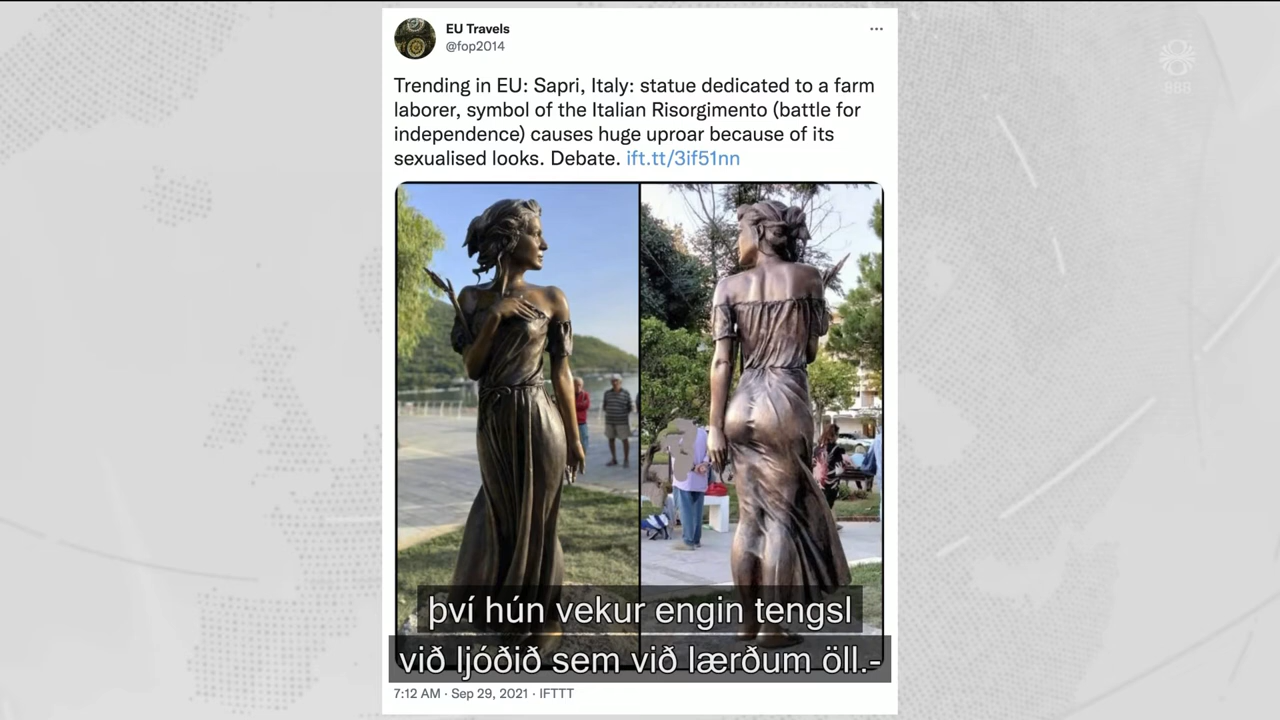 EU Travels
@fop2014
Trending in EU: Sapri, Italy: statue dedicated to a farm
laborer, symbol of the Italian Risorgimento (battle for
independence) causes huge uproar because of its
sexualised looks. Debate. ift.tt/3if51nn
888
því hún vekur engin tengsl
við ljóðið sem við lærðum öll.-
7:12 AM · Sep 29, 2021 · IFTTT